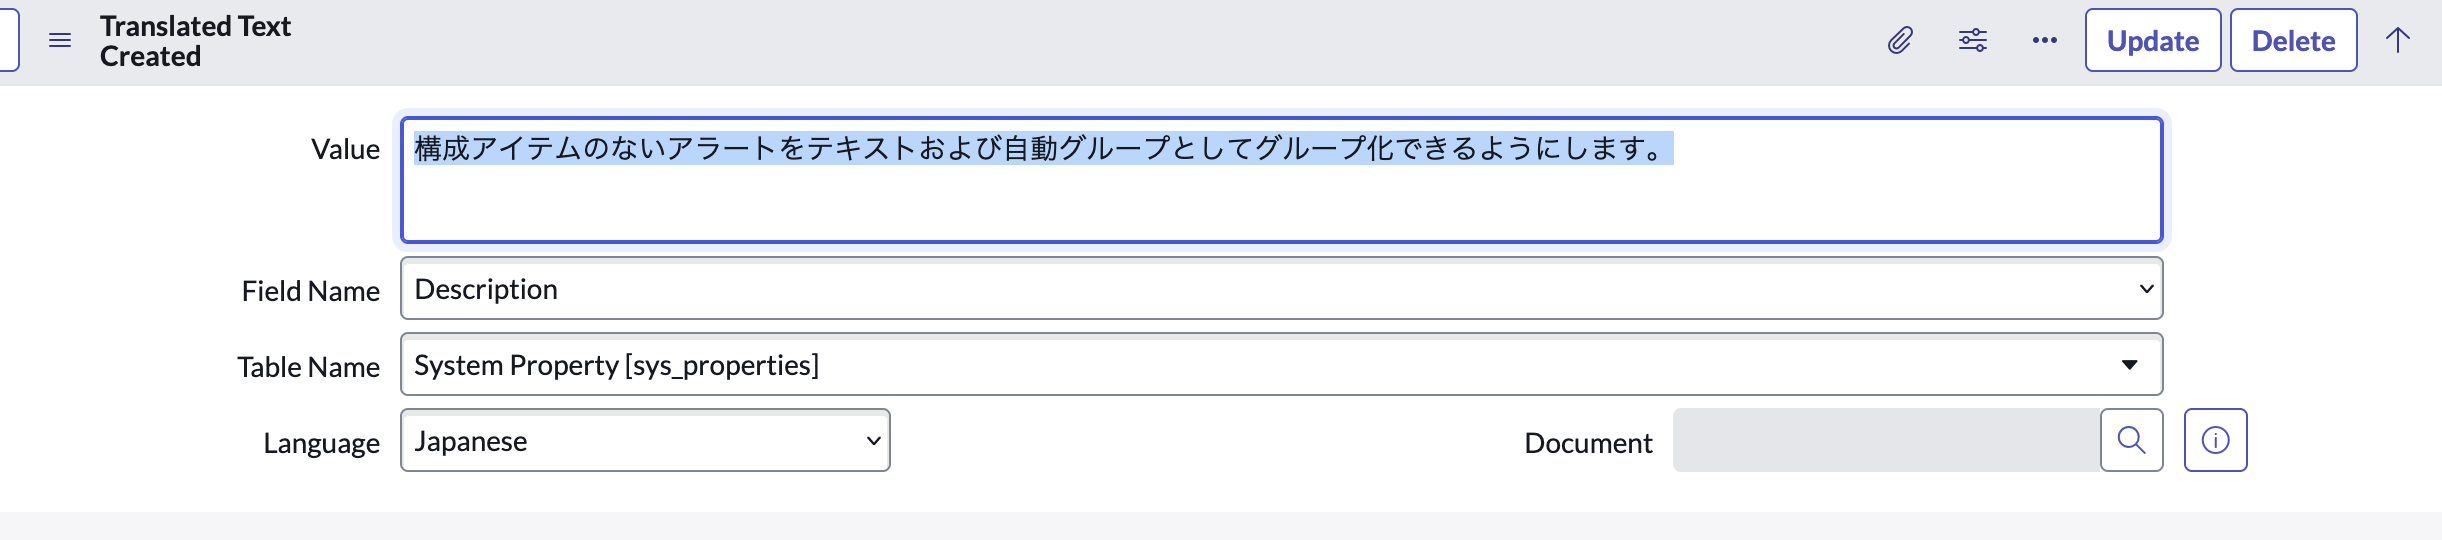 Translated Text
Created
Update
Delete
Value
構成アイテムのないアラートをテキストおよび自動グループとしてグループ化できるようにします。
Field Name
Description
Table Name
System Property [sys_properties]
Language
Japanese
Document